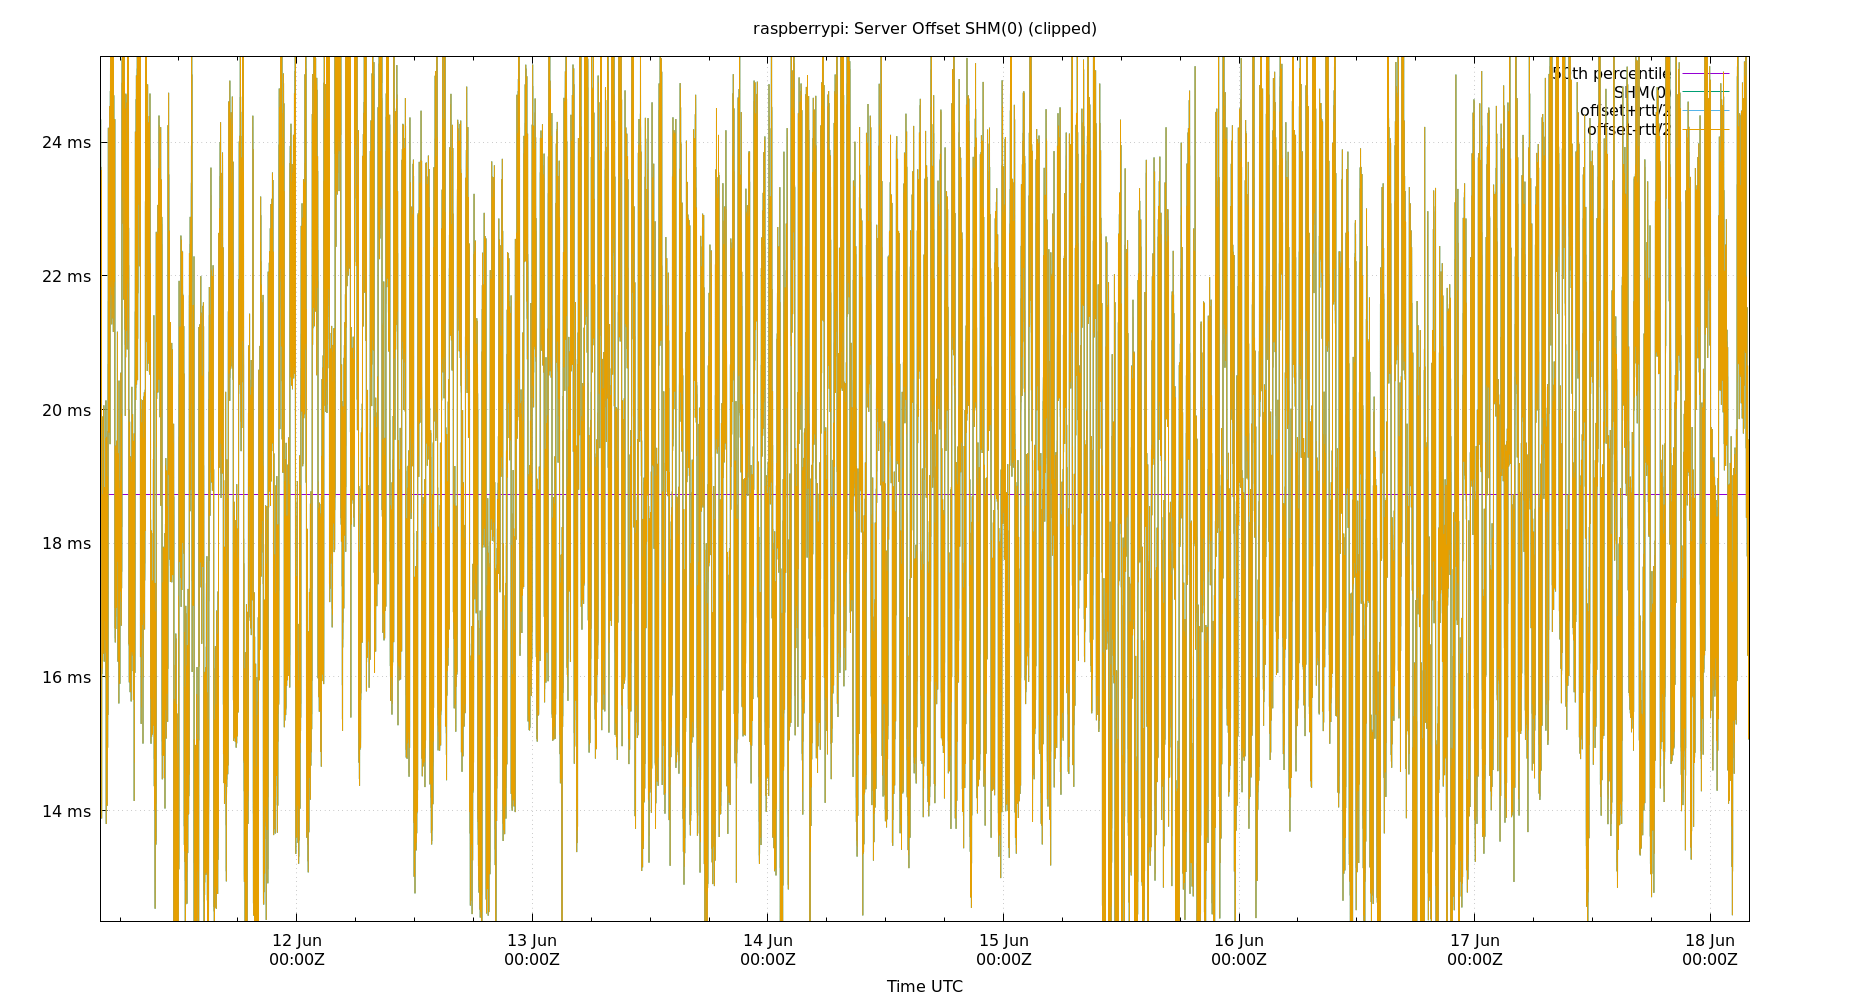 raspberrypi: Server Offset SHM(0) (clipped)
50th percentile
SHM(0)
offset+rtt/2
offset-rtt/2
24 ms
22 ms
20 ms
18 ms
16 ms
14 ms
12 Jun 13 Jun 14 Jun 15 Jun 16 Jun 17 Jun 18 Jun
00:00Z 00:00Z 00:00Z 00:00Z 00:00Z 00:00Z 00:00Z
Time UTC